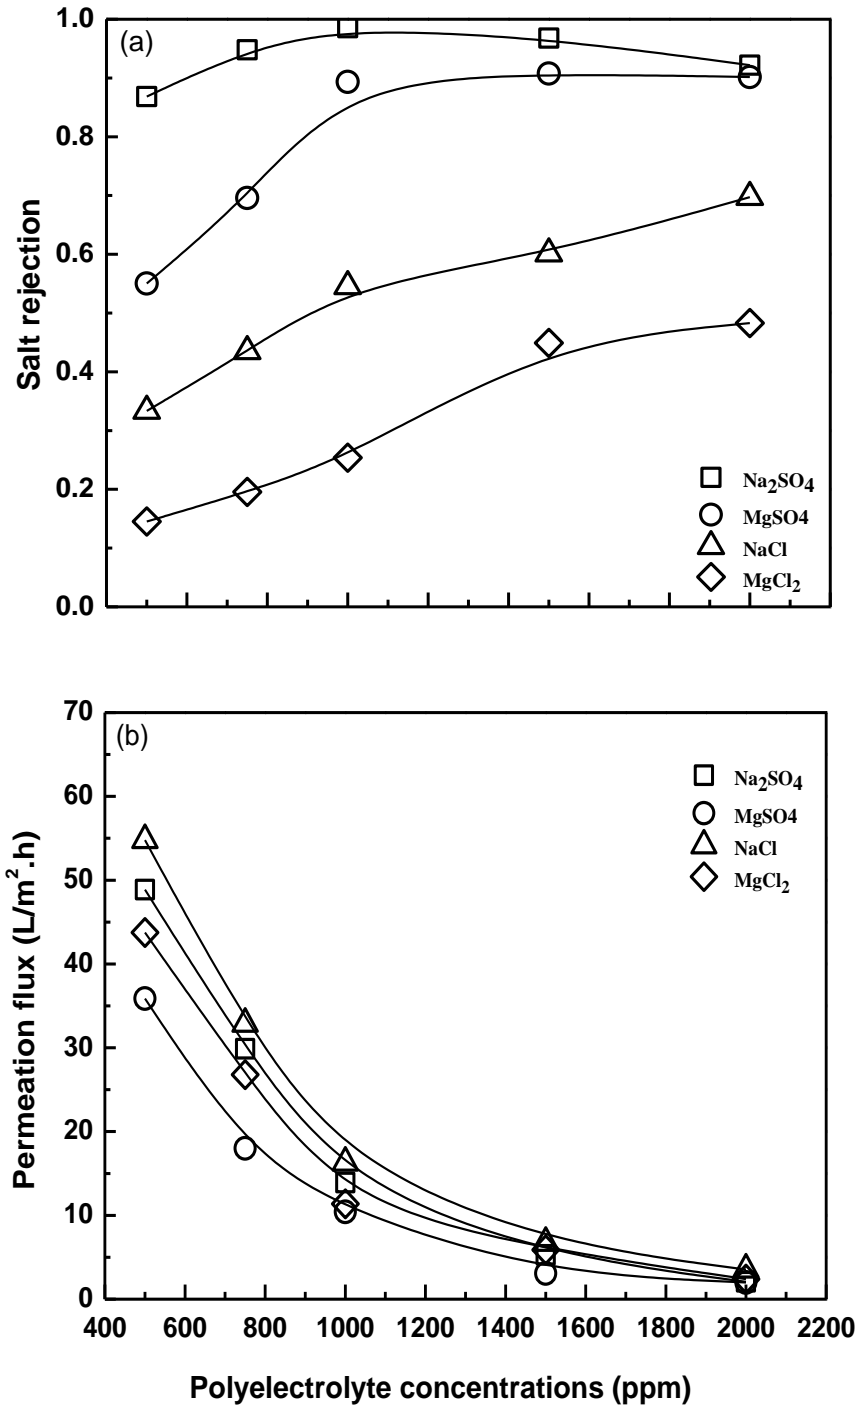 (a)
Salt rejection
1.0
0.8
0.6
0.4
0.2
0.0
Na2SO4
MgSO4
NaCl
MgCl2
(b)
Permeation flux (L/m2.h)
70
60
50
40
30
20
10
0
Na2SO4
MgSO4
NaCl
MgCl2
400 600 800 1000 1200 1400 1600 1800 2000 2200
Polyelectrolyte concentrations (ppm)